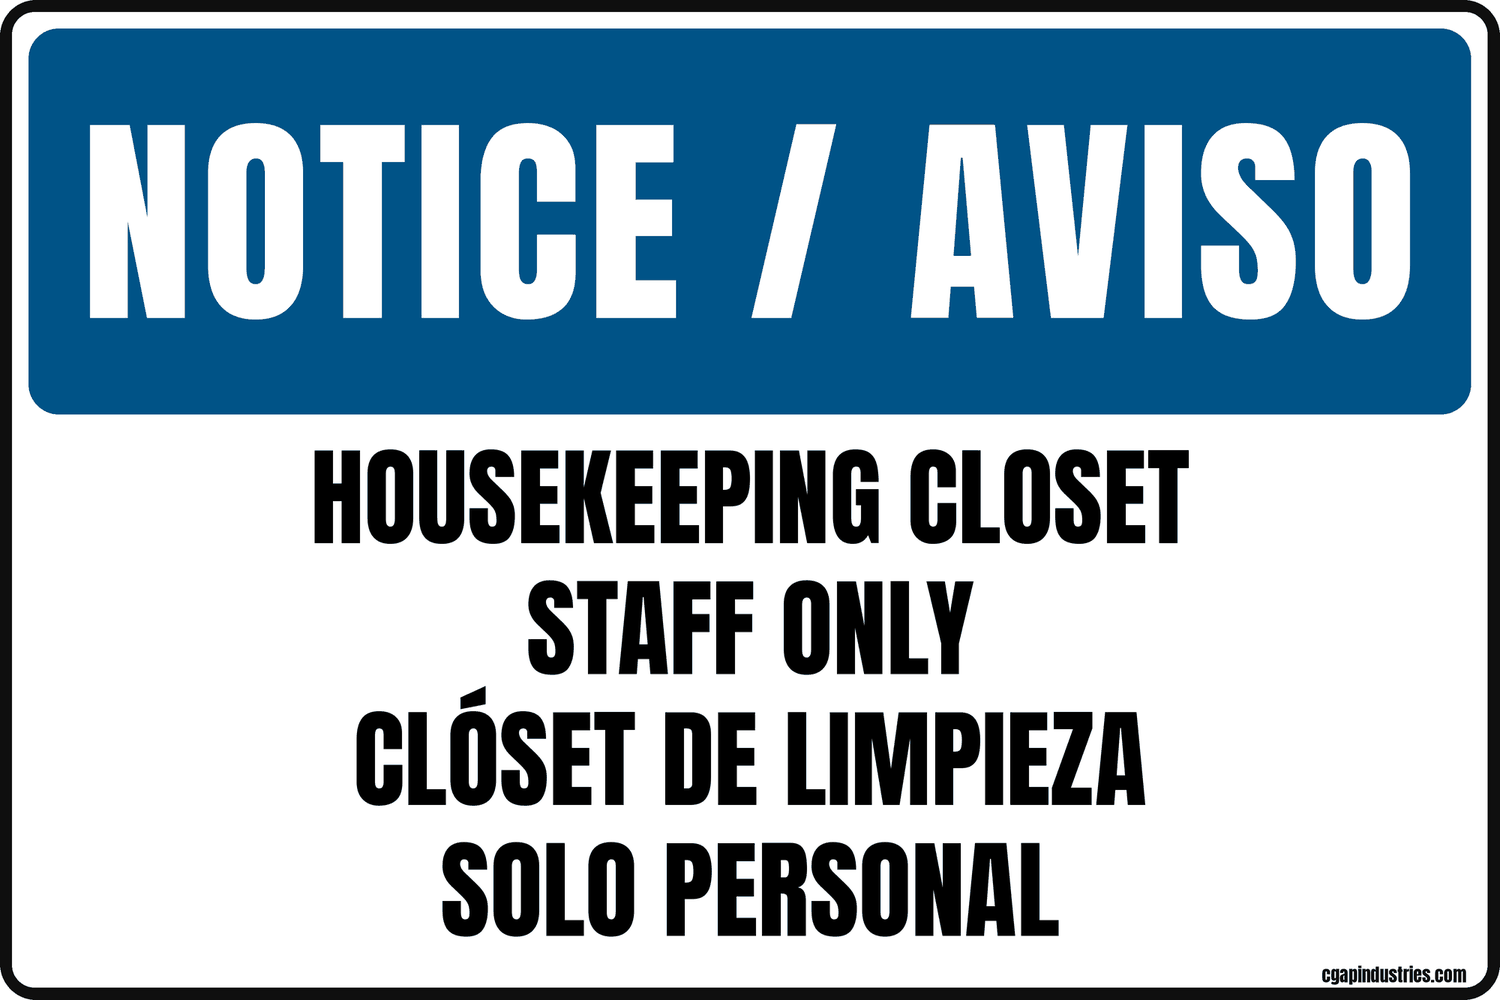 NOTICE / AVISO
HOUSEKEEPING CLOSET
STAFF ONLY
CLÓSET DE LIMPIEZA
SOLO PERSONAL
cgapindustries.com